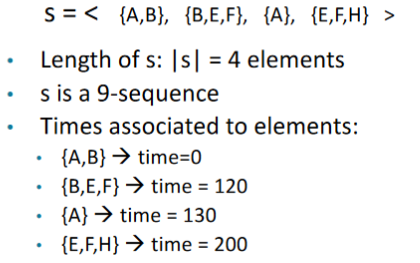 s = < {A,B}, {B,E,F}, {A}, {E,F,H} >
• Length of s: |s| = 4 elements
• s is a 9-sequence
• Times associated to elements:
• {A,B} → time=0
• {B,E,F} → time = 120
• {A} → time = 130
• {E,F,H} → time = 200